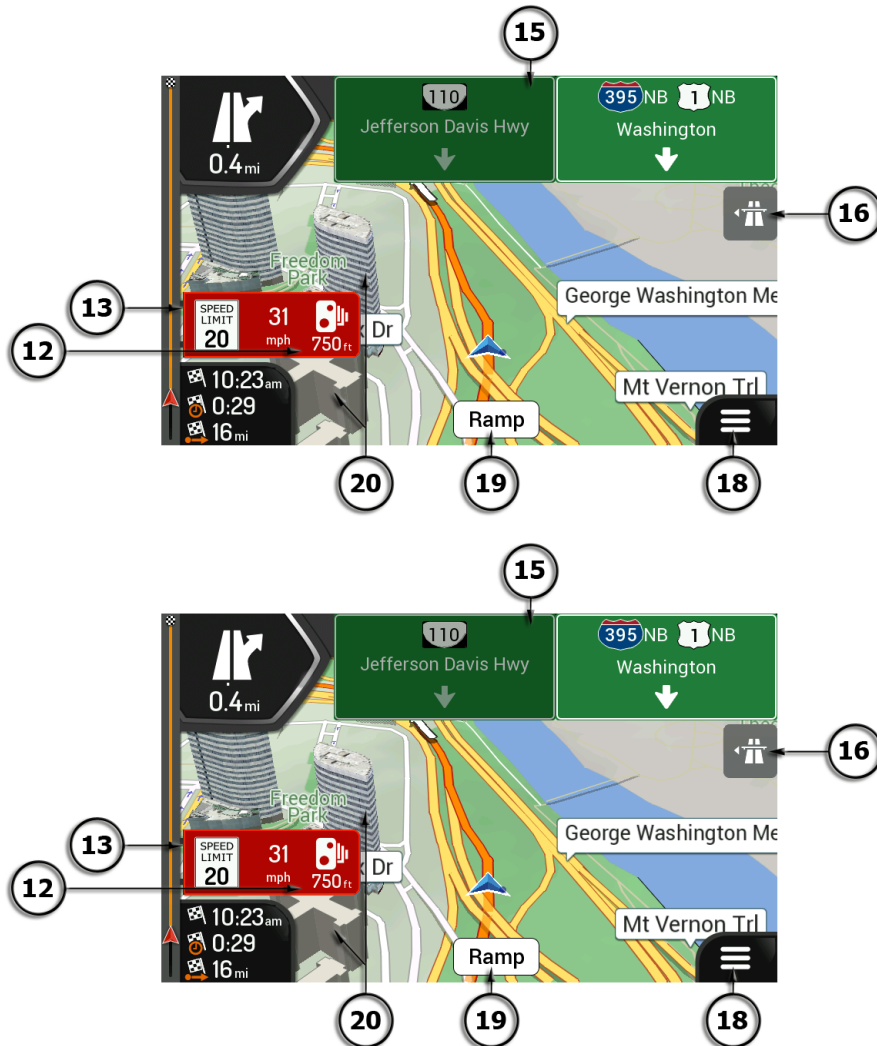 15
110
Jefferson Davis Hwy
395 NB 1 NB
Washington
0.4 mi
16
Freedom
Park
George Washington Me
13
SPEED
LIMIT
20
31
mph
750 ft
Dr
12
10:23 am
0:29
16 mi
Mt Vernon Trl
Ramp
20
19
18
15
110
Jefferson Davis Hwy
395 NB 1 NB
Washington
0.4 mi
16
Freedom
Park
George Washington Me
13
SPEED
LIMIT
20
31
mph
750 ft
Dr
12
10:23 am
0:29
16 mi
Mt Vernon Trl
Ramp
20
19
18